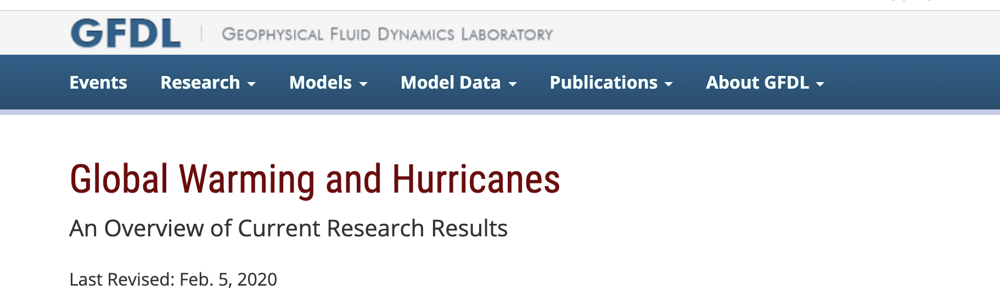 GFDL | GEOPHYSICAL FLUID DYNAMICS LABORATORY
Events Research Models Model Data Publications About GFDL
Global Warming and Hurricanes
An Overview of Current Research Results
Last Revised: Feb. 5, 2020